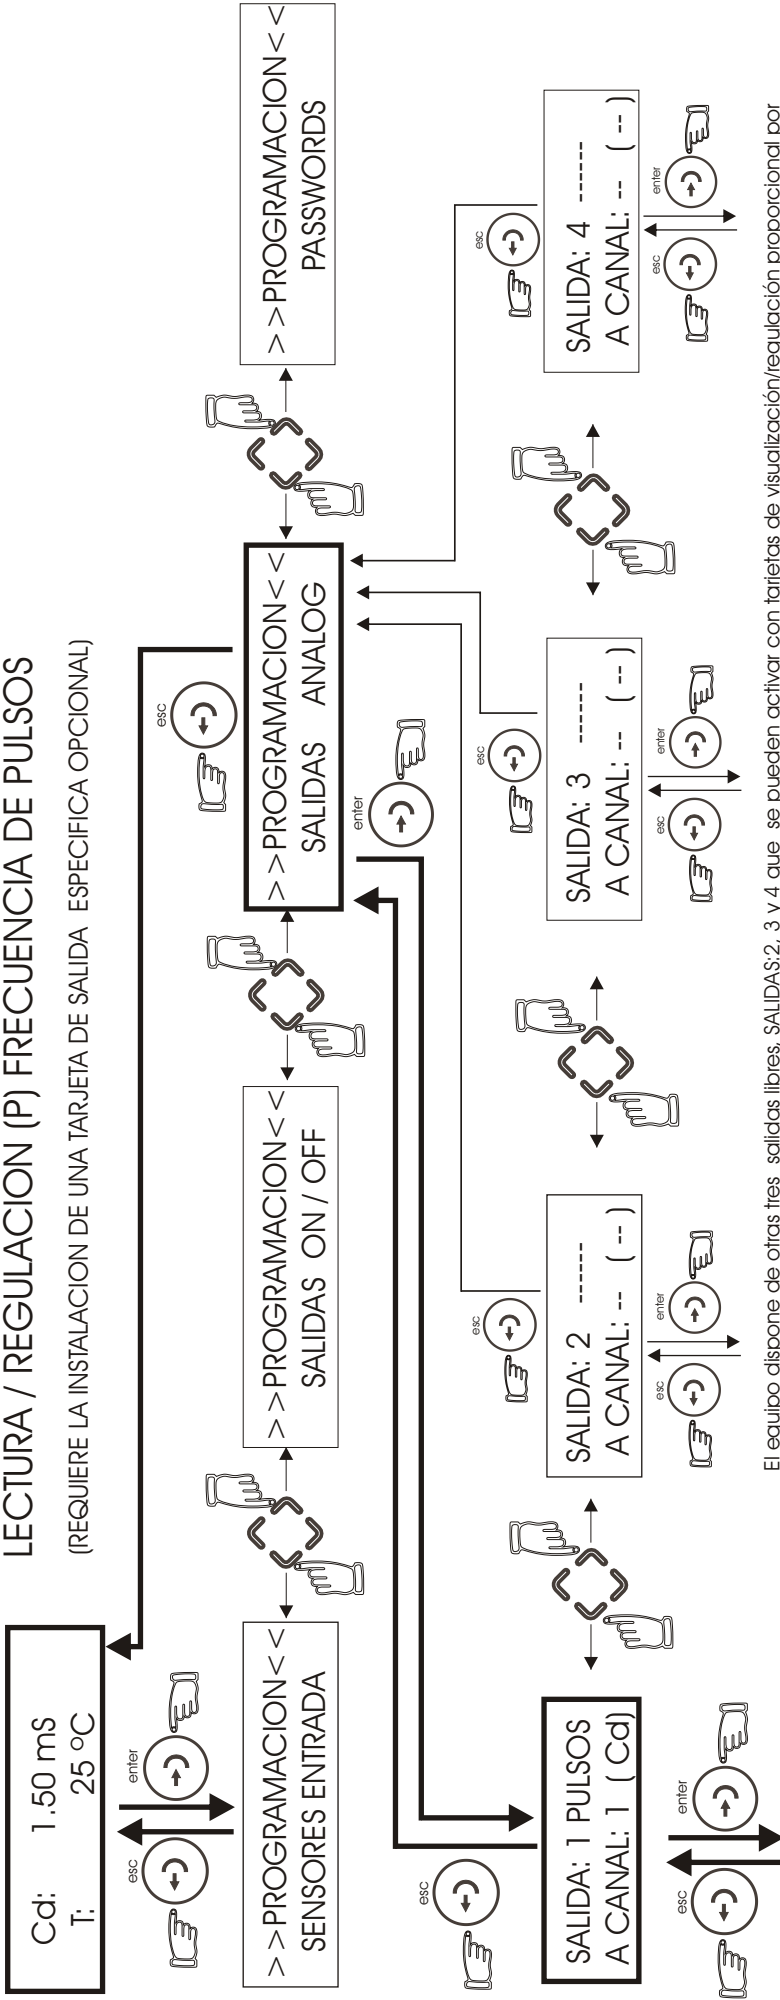 LECTURA / REGULACION (P) FRECUENCIA DE PULSOS
(REQUIERE LA INSTALACION DE UNA TARJETA DE SALIDA ESPECIFICA OPCIONAL)
Cd: 1.50 mS
T: 25 ºC
esc
enter
esc
> >PROGRAMACION< <
SENSORES ENTRADA
> >PROGRAMACION< <
SALIDAS ON / OFF
> >PROGRAMACION< <
SALIDAS ANALOG
> >PROGRAMACION< <
PASSWORDS
enter
esc
esc
esc
esc
SALIDA: 1 PULSOS
A CANAL: 1 ( Cd)
SALIDA: 2 ------
A CANAL: -- (--)
SALIDA: 3 ------
A CANAL: -- (--)
SALIDA: 4 ------
A CANAL: -- ( -- )
esc
enter
esc
enter
esc
enter
esc
enter
El equipo dispone de otras tres salidas libres, SALIDAS:2, 3 y 4 que se pueden activar con tarjetas de visualización/regulación proporcional por